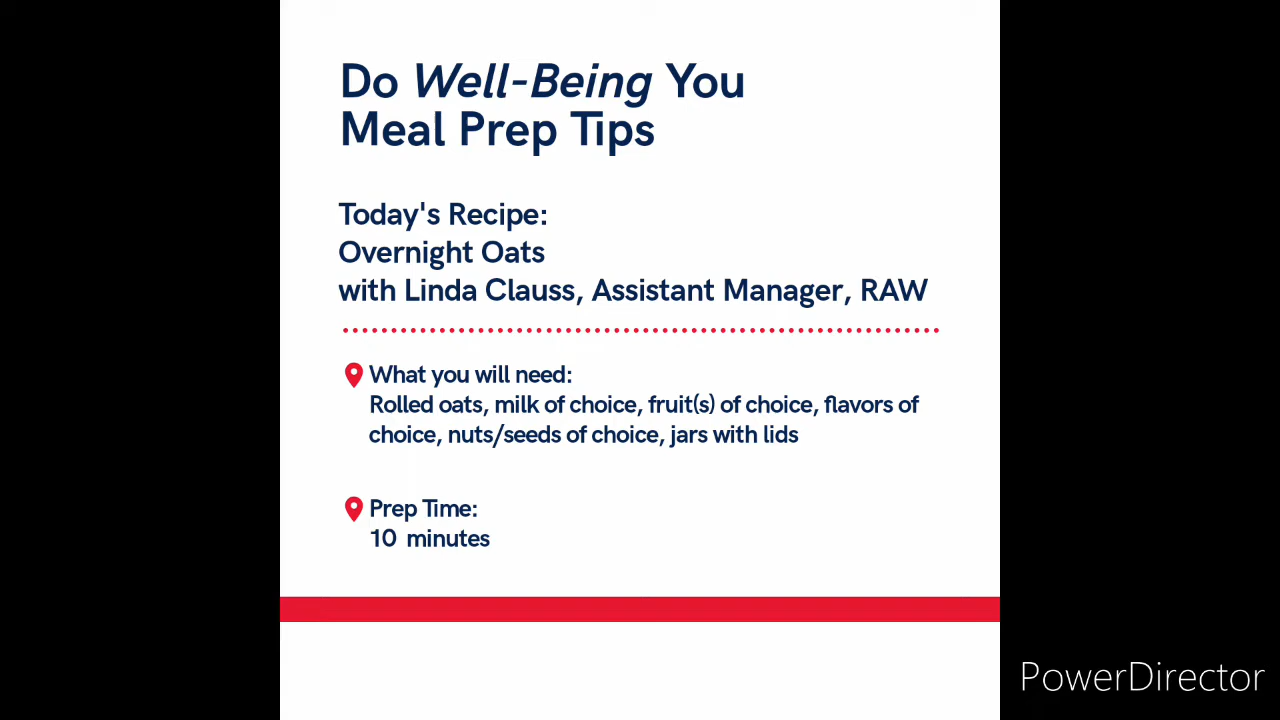 Do Well-Being You
Meal Prep Tips
Today's Recipe:
Overnight Oats
with Linda Clauss, Assistant Manager, RAW
What you will need:
Rolled oats, milk of choice, fruit(s) of choice, flavors of
choice, nuts/seeds of choice, jars with lids
Prep Time:
10 minutes
PowerDirector